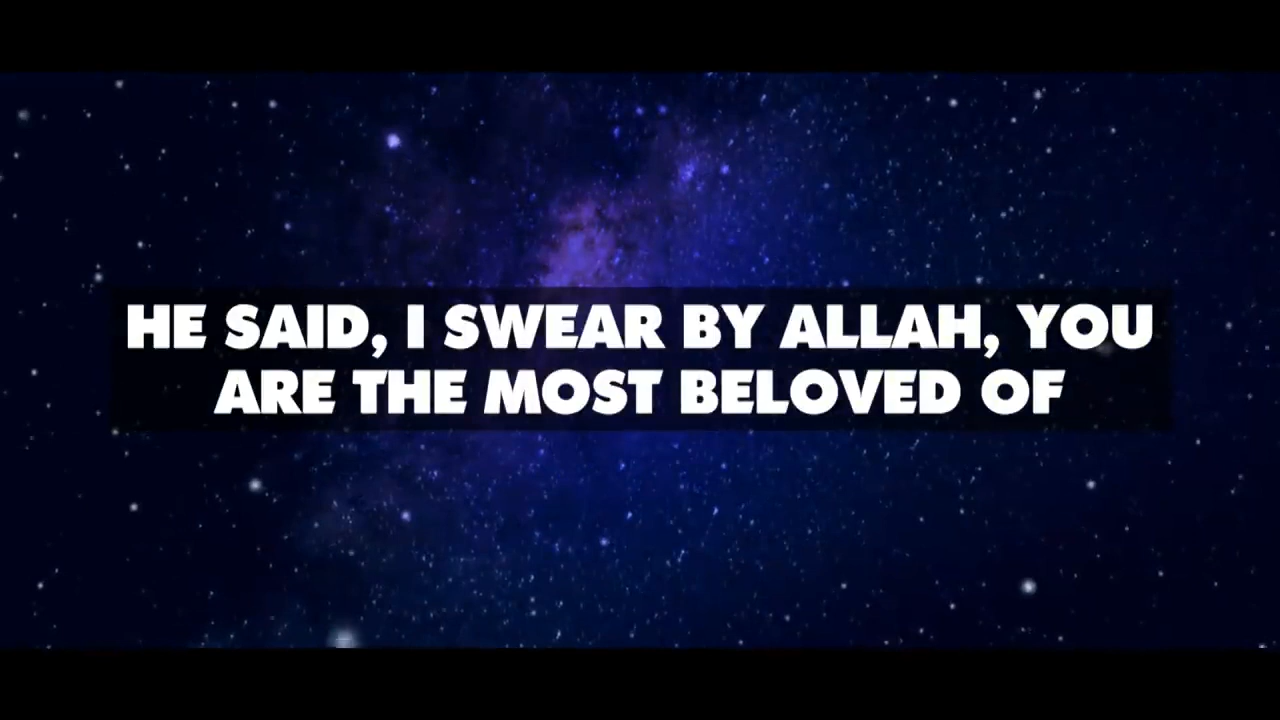 HE SAID, I SWEAR BY ALLAH, YOU
ARE THE MOST BELOVED OF